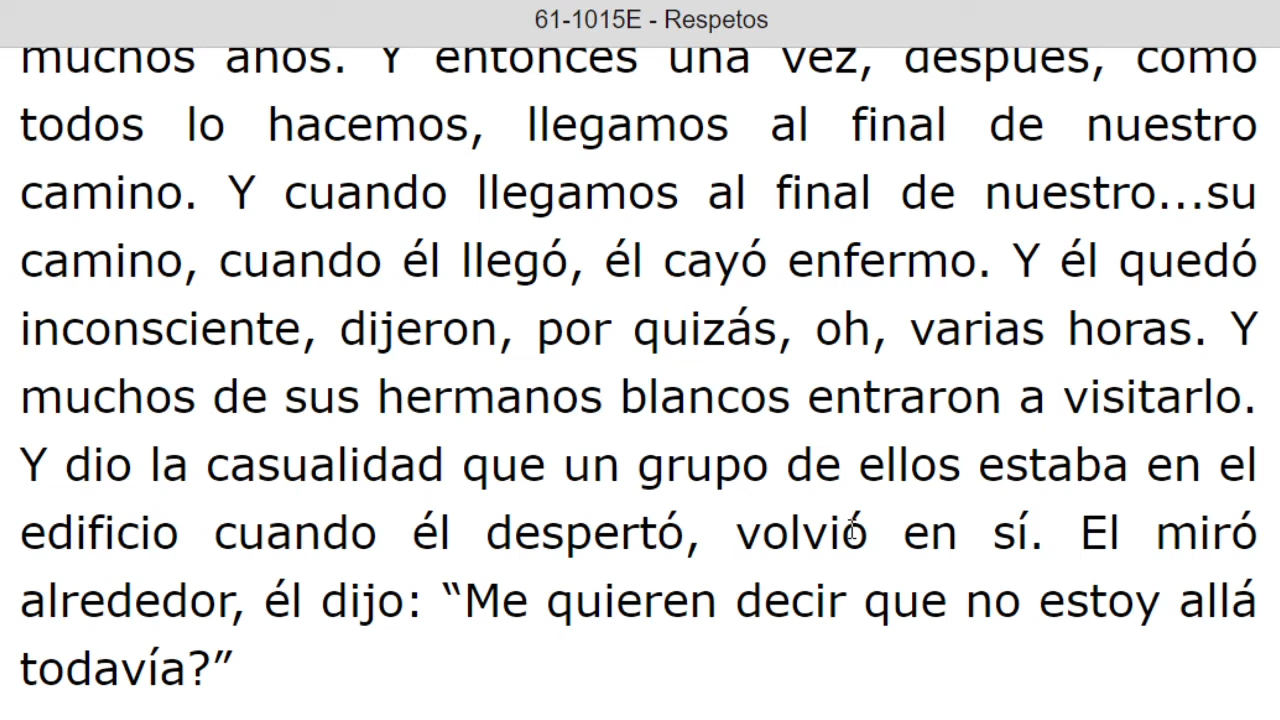 61-1015E - Respetos
muchos años. Y entonces una vez, después, como
todos lo hacemos, llegamos al final de nuestro
camino. Y cuando llegamos al final de nuestro...su
camino, cuando él llegó, él cayó enfermo. Y él quedó
inconsciente, dijeron, por quizás, oh, varias horas. Y
muchos de sus hermanos blancos entraron a visitarlo.
Y dio la casualidad que un grupo de ellos estaba en el
edificio cuando él despertó, volvió en sí. El miró
alrededor, él dijo: “Me quieren decir que no estoy allá
todavía?”